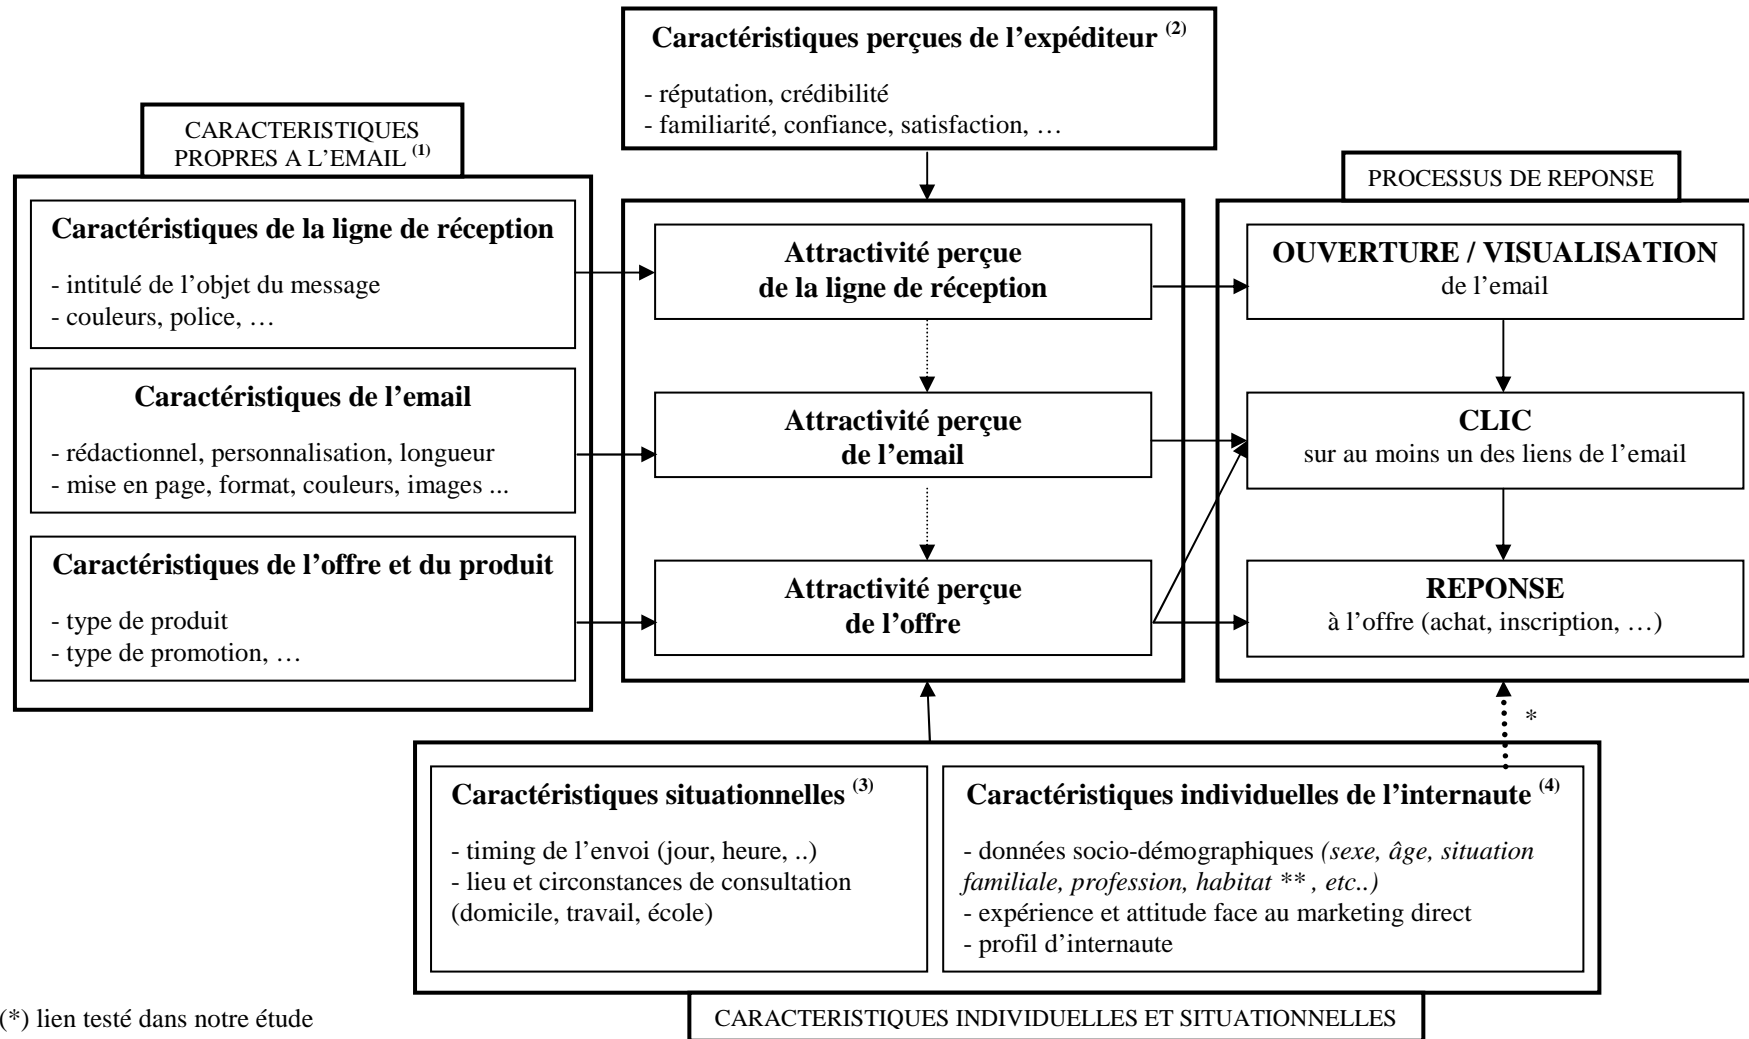 Caractéristiques perçues de l’expéditeur (2)
- réputation, crédibilité
- familiarité, confiance, satisfaction, …
CARACTERISTIQUES
PROPRES A L’EMAIL (1)
Caractéristiques de la ligne de réception
- intitulé de l’objet du message
- couleurs, police, …
Caractéristiques de l’email
- rédactionnel, personnalisation, longueur
- mise en page, format, couleurs, images ...
Caractéristiques de l’offre et du produit
- type de produit
- type de promotion, …
Attractivité perçue
de la ligne de réception
Attractivité perçue
de l’email
Attractivité perçue
de l’offre
PROCESSUS DE REPONSE
OUVERTURE / VISUALISATION
de l’email
CLIC
sur au moins un des liens de l’email
REPONSE
à l’offre (achat, inscription, …)
*
Caractéristiques situationnelles (3)
- timing de l’envoi (jour, heure, ..)
- lieu et circonstances de consultation
(domicile, travail, école)
Caractéristiques individuelles de l’internaute (4)
- données socio-démographiques (sexe, âge, situation
familiale, profession, habitat ** , etc..)
- expérience et attitude face au marketing direct
- profil d’internaute
CARACTERISTIQUES INDIVIDUELLES ET SITUATIONNELLES
(*) lien testé dans notre étude